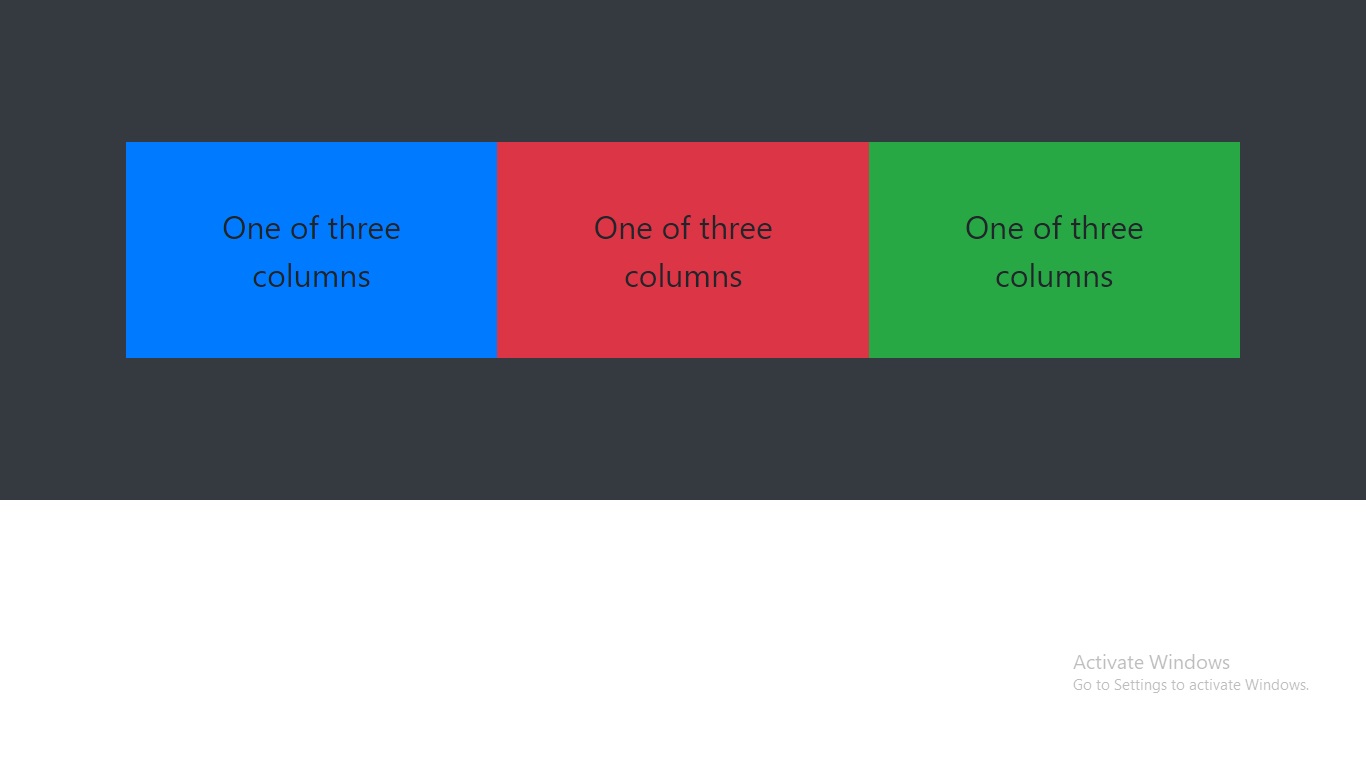 One of three
columns
One of three
columns
One of three
columns
Activate Windows
Go to Settings to activate Windows.